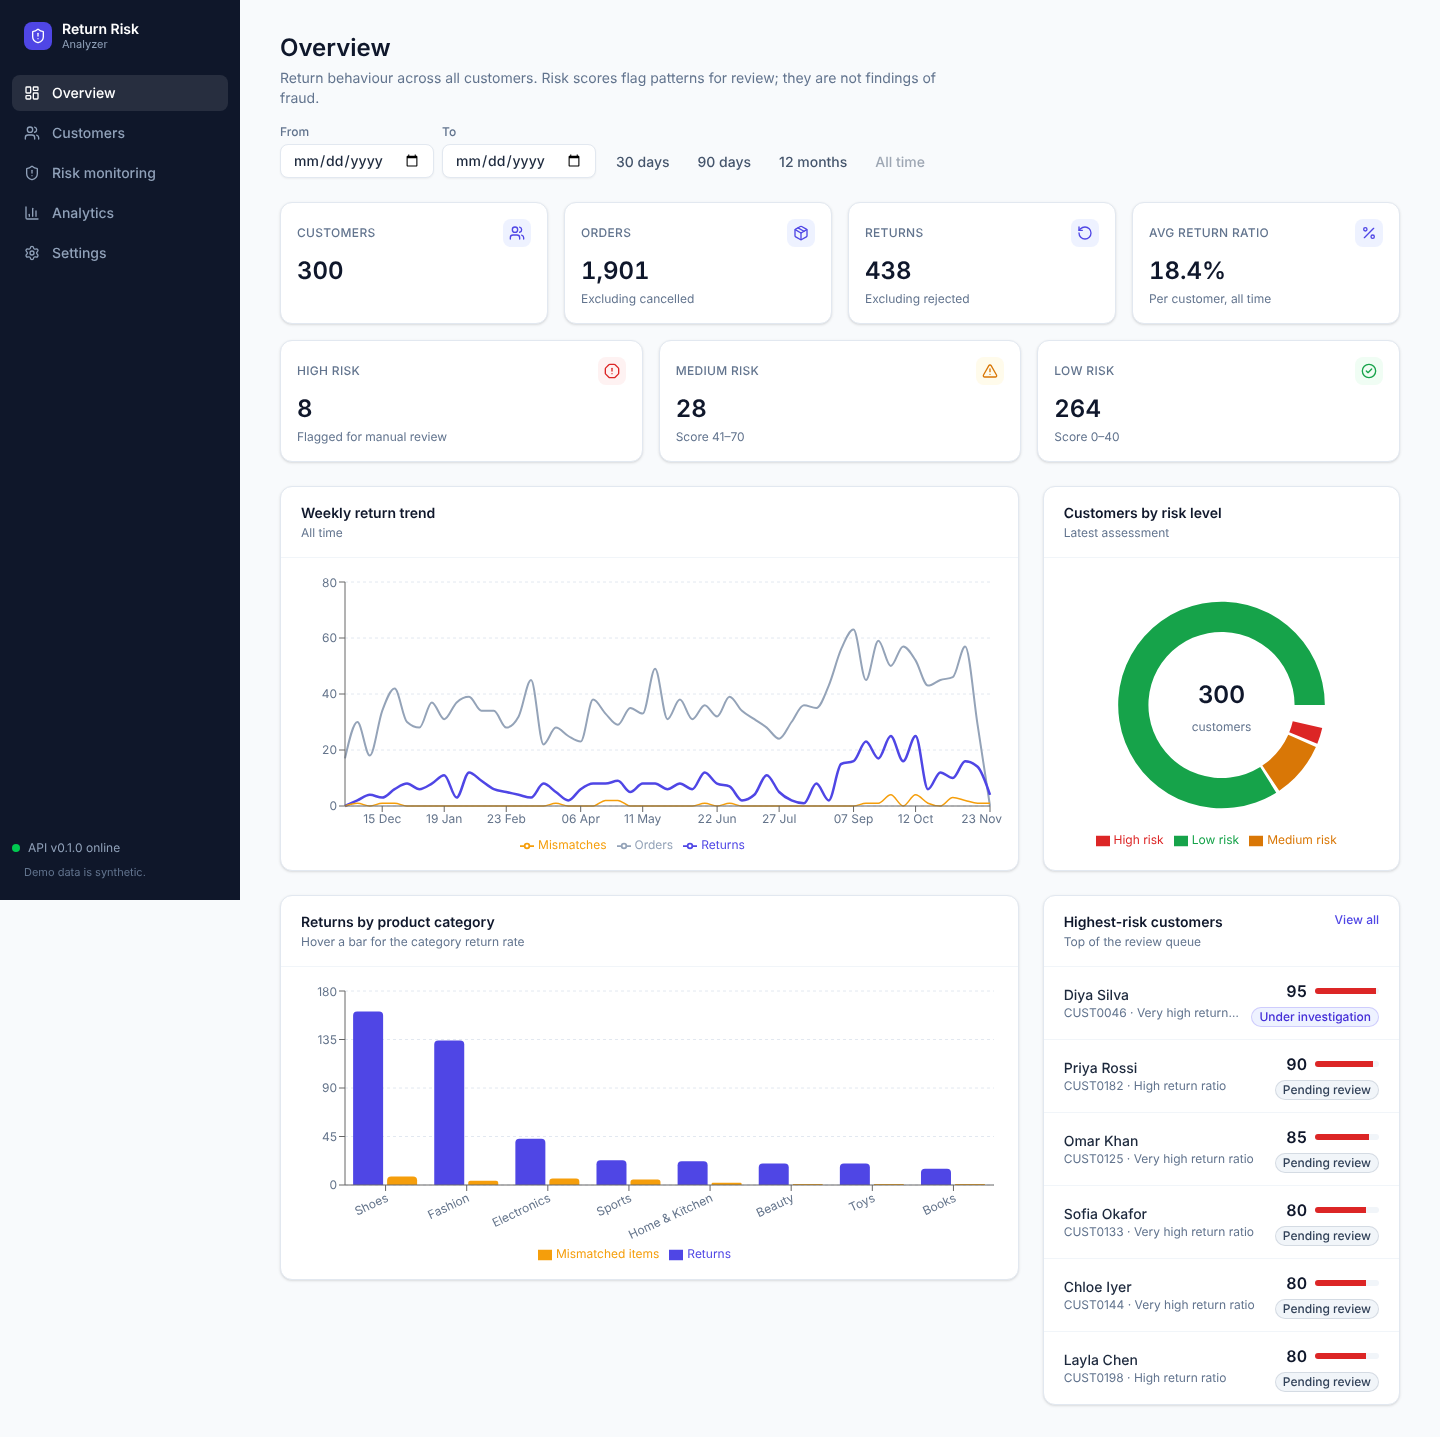 Return Risk
Analyzer
Overview
Customers
Risk monitoring
Analytics
Settings
API v0.1.0 online
Demo data is synthetic.
Overview
Return behaviour across all customers. Risk scores flag patterns for review; they are not findings of
fraud.
From
To
mm/dd/yyyy
mm/dd/yyyy
30 days
90 days
12 months
All time
CUSTOMERS
300
ORDERS
1,901
Excluding cancelled
RETURNS
438
Excluding rejected
AVG RETURN RATIO
18.4%
Per customer, all time
HIGH RISK
8
Flagged for manual review
MEDIUM RISK
28
Score 41–70
LOW RISK
264
Score 0–40
Weekly return trend
All time
80
60
40
20
0
15 Dec
19 Jan
23 Feb
06 Apr
11 May
22 Jun
27 Jul
07 Sep
12 Oct
23 Nov
Mismatches
Orders
Returns
Customers by risk level
Latest assessment
300
customers
High risk
Low risk
Medium risk
Returns by product category
Hover a bar for the category return rate
180
135
90
45
0
Shoes
Fashion
Electronics
Sports
Home & Kitchen
Beauty
Toys
Books
Mismatched items
Returns
Highest-risk customers
View all
Top of the review queue
Diya Silva
CUST0046 · Very high return...
95
Under investigation
Priya Rossi
CUST0182 · High return ratio
90
Pending review
Omar Khan
CUST0125 · Very high return ratio
85
Pending review
Sofia Okafor
CUST0133 · Very high return ratio
80
Pending review
Chloe Iyer
CUST0144 · Very high return ratio
80
Pending review
Layla Chen
CUST0198 · High return ratio
80
Pending review